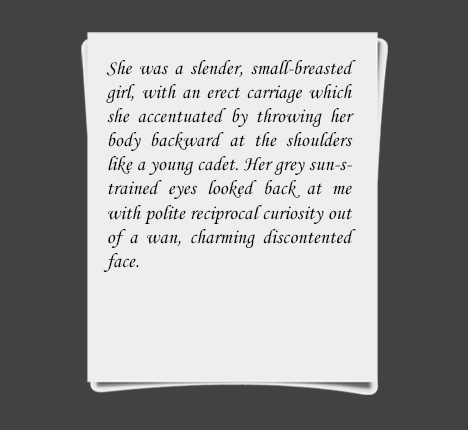 She was a slender, small-breasted
girl, with an erect carriage which
she accentuated by throwing her
body backward at the shoulders
like a young cadet. Her grey sun-s-
trained eyes looked back at me
with polite reciprocal curiosity out
of a wan, charming discontented
face.